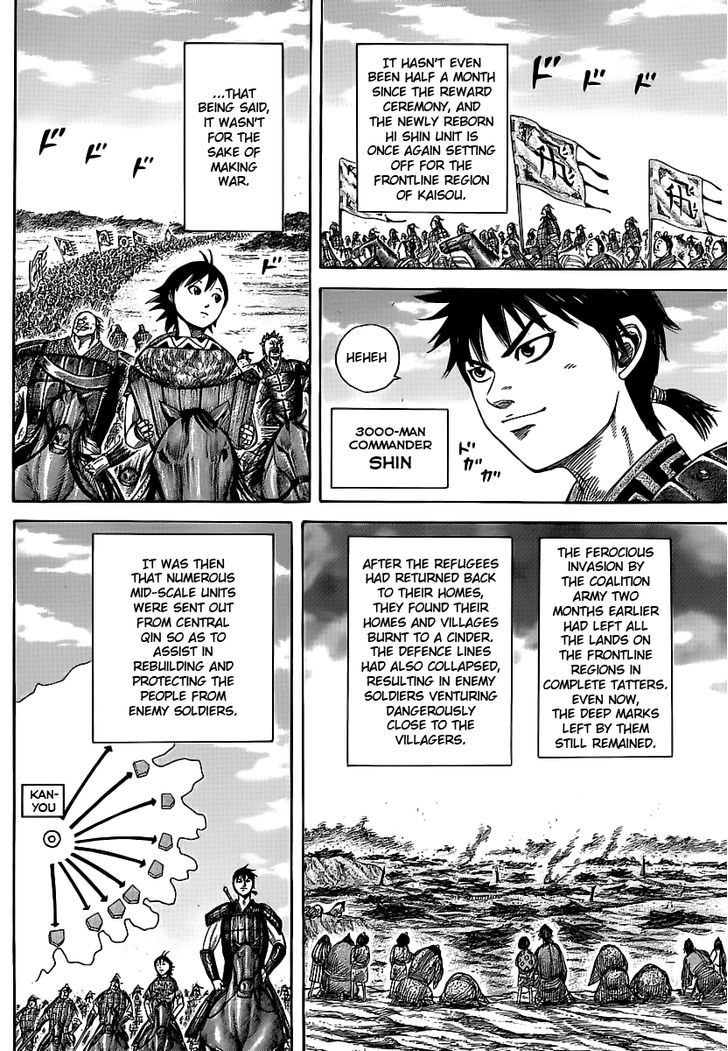 IT HASN'T EVEN
BEEN HALF A MONTH
SINCE THE REWARD
CEREMONY, AND
THE NEWLY REBORN
HI SHIN UNIT IS
ONCE AGAIN SETTING
OFF FOR THE
FRONTLINE REGION
OF KAISOU.
ド
ド
ド
飛
飛
...THAT
BEING SAID,
IT WASN'T
FOR THE
SAKE OF
MAKING
WAR.
ド
ド
ド
ド
HEHEH
3000-MAN
COMMANDER
SHIN
ドガガッ
THE FEROCIOUS
INVASION BY
THE COALITION
ARMY TWO
MONTHS EARLIER
HAD LEFT ALL
THE LANDS ON
THE FRONTLINE
REGIONS IN
COMPLETE TATTERS.
EVEN NOW,
THE DEEP MARKS
LEFT BY THEM
STILL REMAINED.
AFTER THE REFUGEES
HAD RETURNED BACK
TO THEIR HOMES,
THEY FOUND THEIR
HOMES AND VILLAGES
BURNT TO A CINDER.
THE DEFENCE LINES
HAD ALSO COLLAPSED,
RESULTING IN ENEMY
SOLDIERS VENTURING
DANGEROUSLY
CLOSE TO THE
VILLAGERS.
IT WAS THEN
THAT NUMEROUS
MID-SCALE UNITS
WERE SENT OUT
FROM CENTRAL
QIN SO AS TO
ASSIST IN
REBUILDING AND
PROTECTING THE
PEOPLE FROM
ENEMY SOLDIERS.
KAN-
YOU